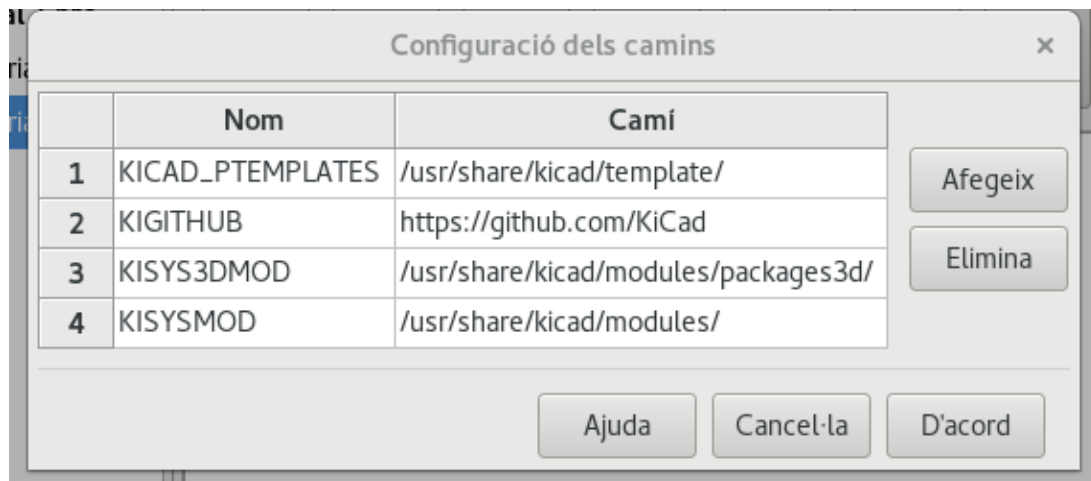 Configuració dels camins
Nom Camí
1 KICAD_PTEMPLATES /usr/share/kicad/template/
2 KIGITHUB https://github.com/KiCad
3 KISYS3DMOD /usr/share/kicad/modules/packages3d/
4 KISYSMOD /usr/share/kicad/modules/
Afegeix
Elimina
Ajuda Cancel·la D'acord